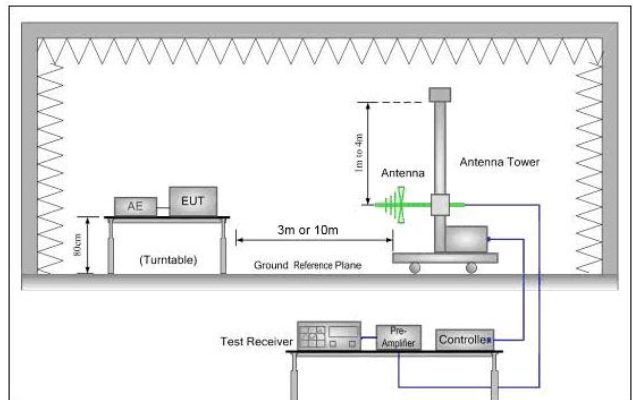 1m to 4m
Antenna
Antenna Tower
AE
EUT
80cm
(Turntable)
3m or 10m
Ground Reference Plane
Test Receiver
Pre-
Amplifier
Controller